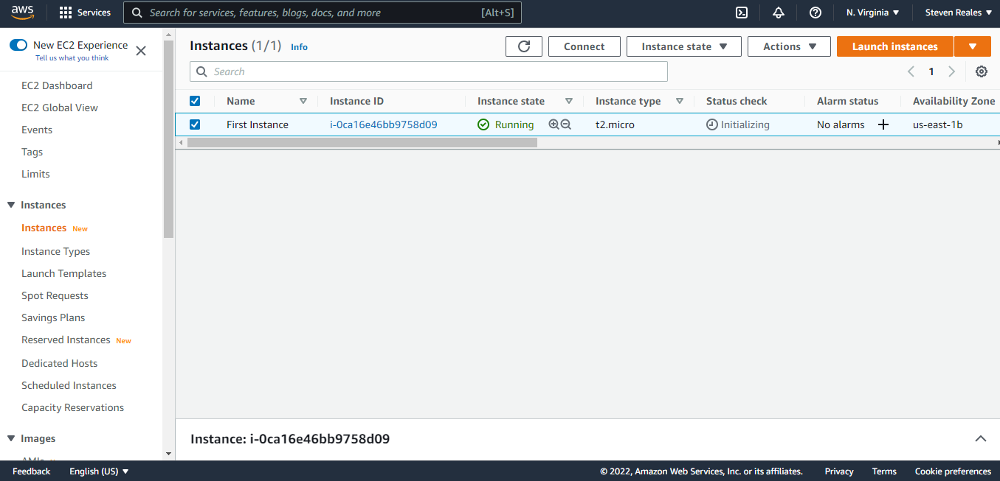 aws
Services
Search for services, features, blogs, docs, and more
[Alt+S]
N. Virginia
Steven Reales
New EC2 Experience
Tell us what you think
EC2 Dashboard
EC2 Global View
Events
Tags
Limits
Instances
Instances New
Instance Types
Launch Templates
Spot Requests
Savings Plans
Reserved Instances New
Dedicated Hosts
Scheduled Instances
Capacity Reservations
Images
Instances (1/1) Info
Connect
Instance state
Actions
Launch instances
Search
1
Name Instance ID Instance state Instance type Status check Alarm status Availability Zone
First Instance i-0ca16e46bb9758d09 Running t2.micro Initializing No alarms us-east-1b
Instance: i-0ca16e46bb9758d09
Feedback English (US) © 2022, Amazon Web Services, Inc. or its affiliates. Privacy Terms Cookie preferences